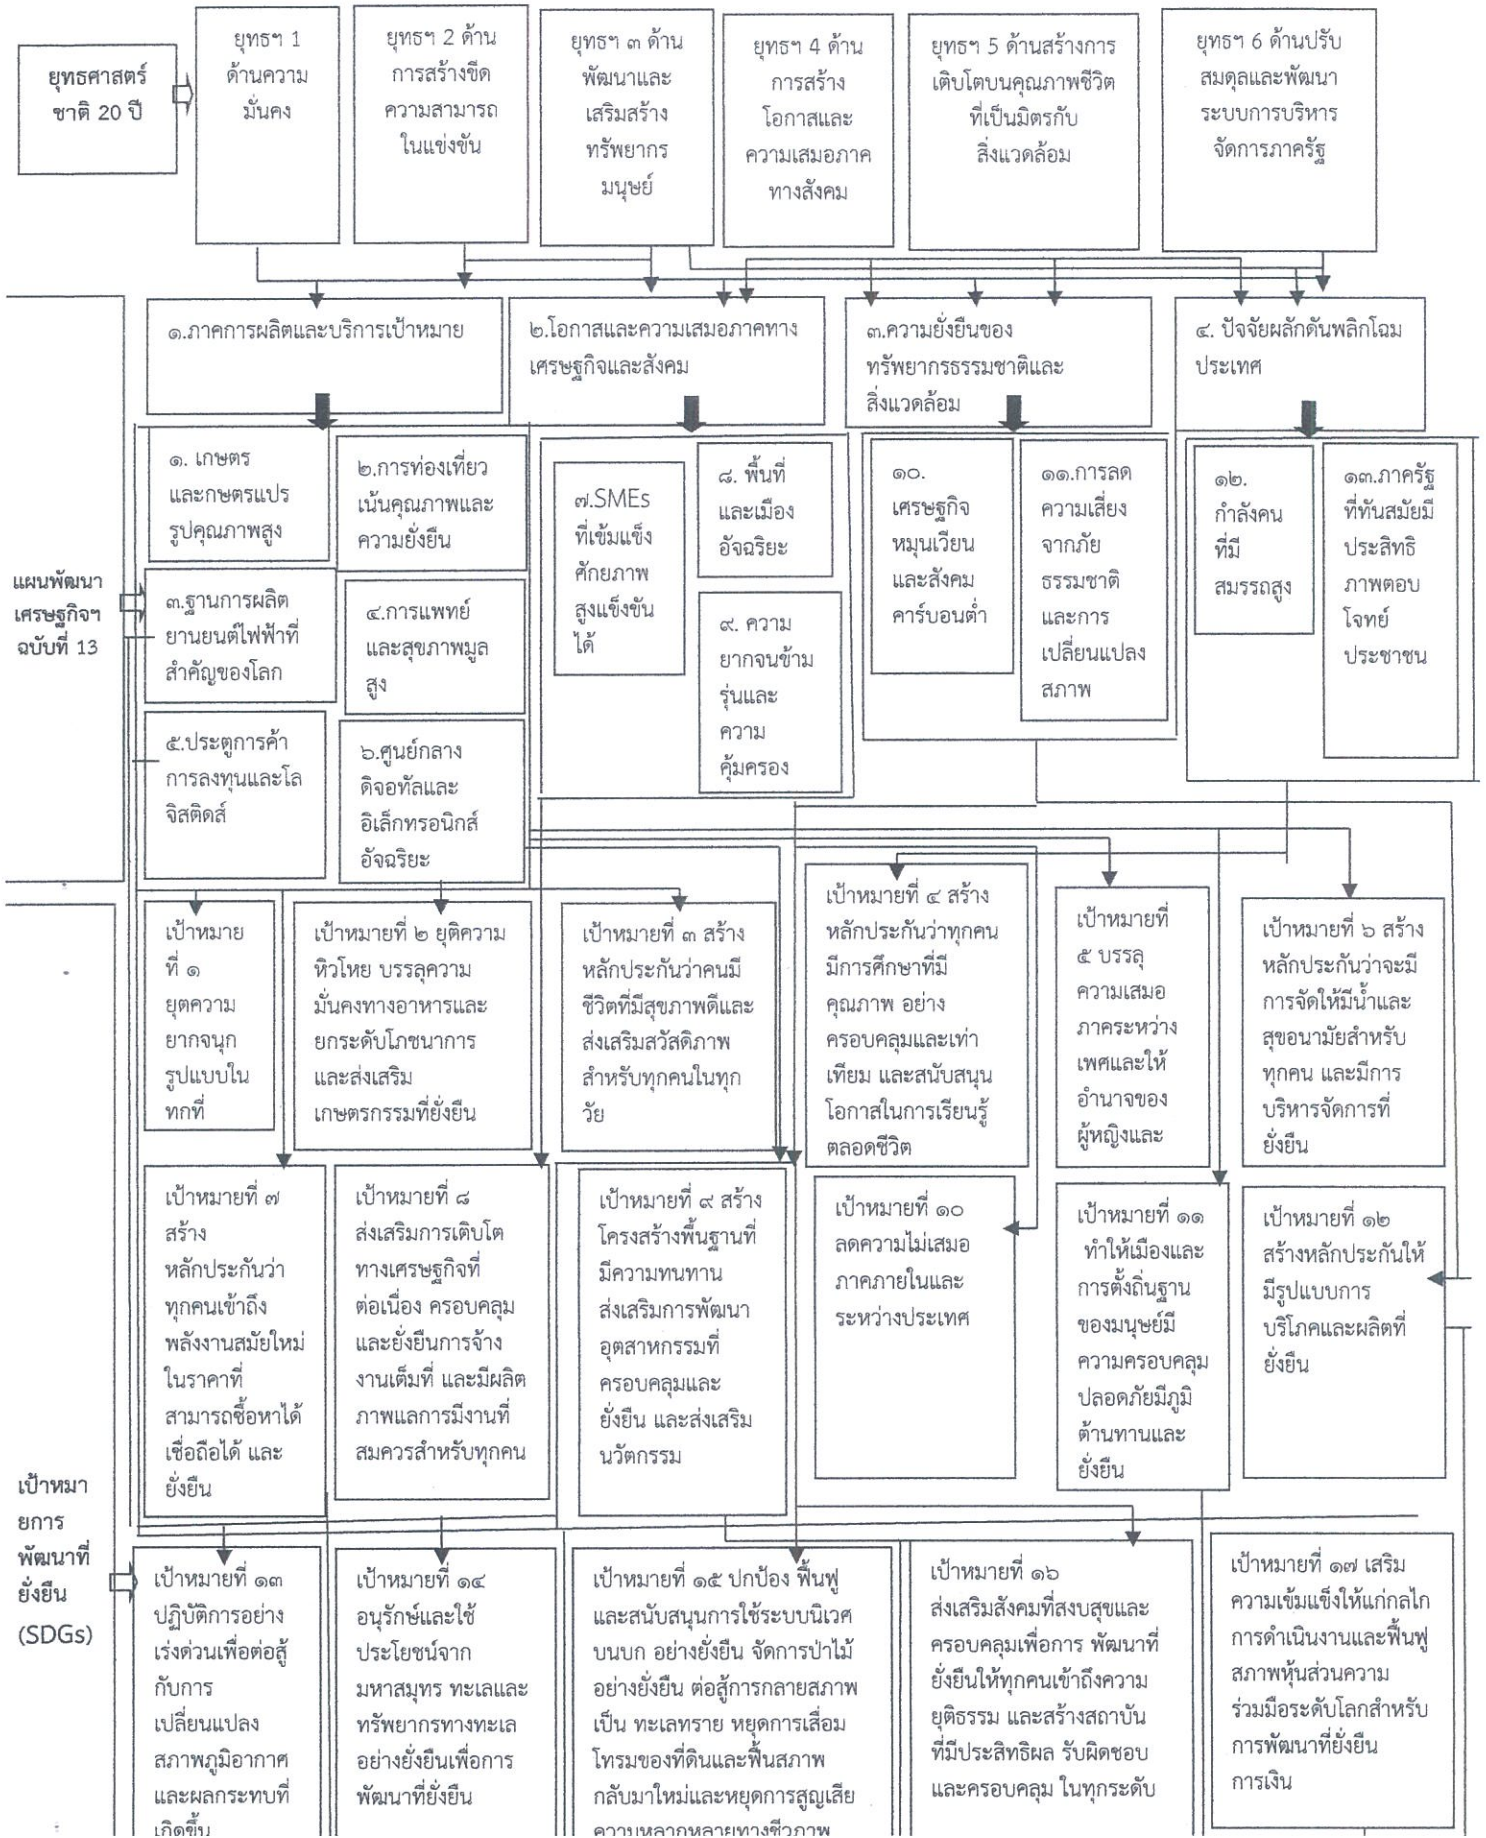 ยุทธศาสตร์
ชาติ 20 ปี
ยุทธฯ 1
ด้านความ
มั่นคง
ยุทธฯ 2 ด้าน
การสร้างขีด
ความสามารถ
ในแข่งขัน
ยุทธฯ ๓ ด้าน
พัฒนาและ
เสริมสร้าง
ทรัพยากร
มนุษย์
ยุทธฯ 4 ด้าน
การสร้าง
โอกาสและ
ความเสมอภาค
ทางสังคม
ยุทธฯ 5 ด้านสร้างการ
เติบโตบนคุณภาพชีวิต
ที่เป็นมิตรกับ
สิ่งแวดล้อม
ยุทธฯ 6 ด้านปรับ
สมดุลและพัฒนา
ระบบการบริหาร
จัดการภาครัฐ
๑.ภาคการผลิตและบริการเป้าหมาย
๒.โอกาสและความเสมอภาคทาง
เศรษฐกิจและสังคม
๓.ความยั่งยืนของ
ทรัพยากรธรรมชาติและ
สิ่งแวดล้อม
๔. ปัจจัยผลักดันพลิกโฉม
ประเทศ
แผนพัฒนา
เศรษฐกิจฯ
ฉบับที่ 13
๑. เกษตร
และกษตรแปร
รูปคุณภาพสูง
๒.การท่องเที่ยว
เน้นคุณภาพและ
ความยั่งยืน
๓.ฐานการผลิต
ยานยนต์ไฟฟ้าที่
สำคัญของโลก
๔.การแพทย์
และสุขภาพมูล
สูง
๕.ประตูการค้า
การลงทุนและโล
จิสติดส์
๖.ศูนย์กลาง
ดิจอทัลและ
อิเล็กทรอนิกส์
อัจฉริยะ
๗.SMEs
ที่เข้มแข็ง
ศักยภาพ
สูงแข็งขัน
ได้
๘. พื้นที่
และเมือง
อัจฉริยะ
๙. ความ
ยากจนข้าม
รุ่นและ
ความ
คุ้มครอง
๑๐.
เศรษฐกิจ
หมุนเวียน
และสังคม
คาร์บอนต่ำ
๑๑.การลด
ความเสี่ยง
จากภัย
ธรรมชาติ
และการ
เปลี่ยนแปลง
สภาพ
๑๒.
กำลังคน
ที่มี
สมรรถสูง
๑๓.ภาครัฐ
ที่ทันสมัยมี
ประสิทธิ
ภาพตอบ
โจทย์
ประชาชน
เป้าหมา
ยการ
พัฒนาที่
ยั่งยืน
(SDGs)
เป้าหมาย
ที่ ๑
ยุตความ
ยากจนุก
รูปแบบใน
ทกที่
เป้าหมายที่ ๒ ยุติความ
หิวโหย บรรลุความ
มั่นคงทางอาหารและ
ยกระดับโภชนาการ
และส่งเสริม
เกษตรกรรมที่ยั่งยืน
เป้าหมายที่ ๓ สร้าง
หลักประกันว่าคนมี
ชีวิตที่มีสุขภาพดีและ
ส่งเสริมสวัสดิภาพ
สำหรับทุกคนในทุก
วัย
เป้าหมายที่ ๔ สร้าง
หลักประกันว่าทุกคน
มีการศึกษาที่มี
คุณภาพ อย่าง
ครอบคลุมและเท่า
เทียม และสนับสนุน
โอกาสในการเรียนรู้
ตลอดชีวิต
เป้าหมายที่
๕ บรรลุ
ความเสมอ
ภาคระหว่าง
เพศและให้
อำนาจของ
ผู้หญิงและ
เป้าหมายที่ ๖ สร้าง
หลักประกันว่าจะมี
การจัดให้มีน้ำและ
สุขอนามัยสำหรับ
ทุกคน และมีการ
บริหารจัดการที่
ยั่งยืน
เป้าหมายที่ ๗
สร้าง
หลักประกันว่า
ทุกคนเข้าถึง
พลังงานสมัยใหม่
ในราคาที่
สามารถซื้อหาได้
เชื่อถือได้ และ
ยั่งยืน
เป้าหมายที่ ๘
ส่งเสริมการเติบโต
ทางเศรษฐกิจที่
ต่อเนื่อง ครอบคลุม
และยั่งยืนการจ้าง
งานเต็มที่ และมีผลิต
ภาพแลการมีงานที่
สมควรสำหรับทุกคน
เป้าหมายที่ ๙ สร้าง
โครงสร้างพื้นฐานที่
มีความทนทาน
ส่งเสริมการพัฒนา
อุตสาหกรรมที่
ครอบคลุมและ
ยั่งยืน และส่งเสริม
นวัตกรรม
เป้าหมายที่ ๑๐
ลดความไม่เสมอ
ภาคภายในและ
ระหว่างประเทศ
เป้าหมายที่ ๑๑
ทำให้เมืองและ
การตั้งถิ่นฐาน
ของมนุษย์มี
ความครอบคลุม
ปลอดภัยมีภูมิ
ต้านทานและ
ยั่งยืน
เป้าหมายที่ ๑๒
สร้างหลักประกันให้
มีรูปแบบการ
บริโภคและผลิตที่
ยั่งยืน
เป้าหมายที่ ๑๓
ปฏิบัติการอย่าง
เร่งด่วนเพื่อต่อสู้
กับการ
เปลี่ยนแปลง
สภาพภูมิอากาศ
และผลกระทบที่
เกิดขึ้น
เป้าหมายที่ ๑๔
อนุรักษ์และใช้
ประโยชน์จาก
มหาสมุทร ทะเลและ
ทรัพยากรทางทะเล
อย่างยั่งยืนเพื่อการ
พัฒนาที่ยั่งยืน
เป้าหมายที่ ๑๕ ปกป้อง ฟื้นฟู
และสนับสนุนการใช้ระบบนิเวศ
บนบก อย่างยั่งยืน จัดการป่าไม้
อย่างยั่งยืน ต่อสู้การกลายสภาพ
เป็น ทะเลทราย หยุดการเสื่อม
โทรมของที่ดินและฟื้นสภาพ
กลับมาใหม่และหยุดการสูญเสีย
ความหลากหลายทางชีวภาพ
เป้าหมายที่ ๑๖
ส่งเสริมสังคมที่สงบสุขและ
ครอบคลุมเพื่อการ พัฒนาที่
ยั่งยืนให้ทุกคนเข้าถึงความ
ยุติธรรม และสร้างสถาบัน
ที่มีประสิทธิผล รับผิดชอบ
และครอบคลุม ในทุกระดับ
เป้าหมายที่ ๑๗ เสริม
ความเข้มแข็งให้แก่กลไก
การดำเนินงานและฟื้นฟู
สภาพหุ้นส่วนความ
ร่วมมือระดับโลกสำหรับ
การพัฒนาที่ยั่งยืน
การเงิน